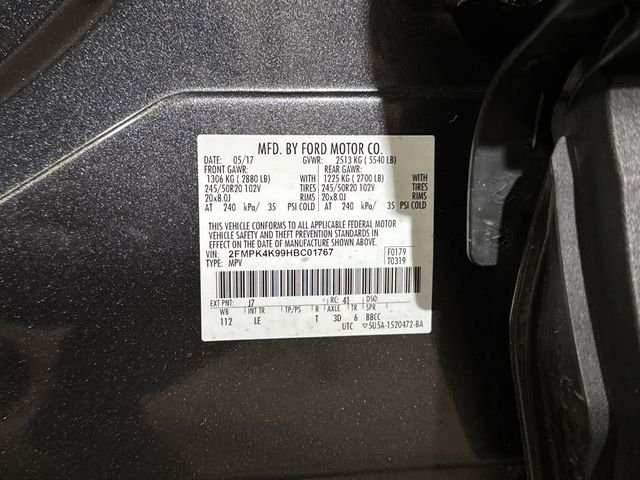 MFD. BY FORD MOTOR CO.
DATE: 05/17 GVWR: 2513 KG ( 5540 LB)
FRONT GAWR: REAR GAWR:
1306 KG ( 2880 LB) WITH 1225 KG ( 2700 LB) WITH
245/50R20 102V TIRES 245/50R20 102V TIRES
20x8.0J RIMS 20x8.0J RIMS
AT 240 kPa/ 35 PSI COLD AT 240 kPa/ 35 PSI COLD
THIS VEHICLE CONFORMS TO ALL APPLICABLE FEDERAL MOTOR
VEHICLE SAFETY AND THEFT PREVENTION STANDARDS IN
EFFECT ON THE DATE OF MANUFACTURE SHOWN ABOVE.
VIN: 2FMPK4K99HBC01767 F0179
TYPE: MPV T0319
EXT PNT: J7 RC: 41 DSO:
WB INT TR TP/PS R AXLE TR SPR
112 LE T 3D 6 BBCC
UTC 5U5A-1520472-BA